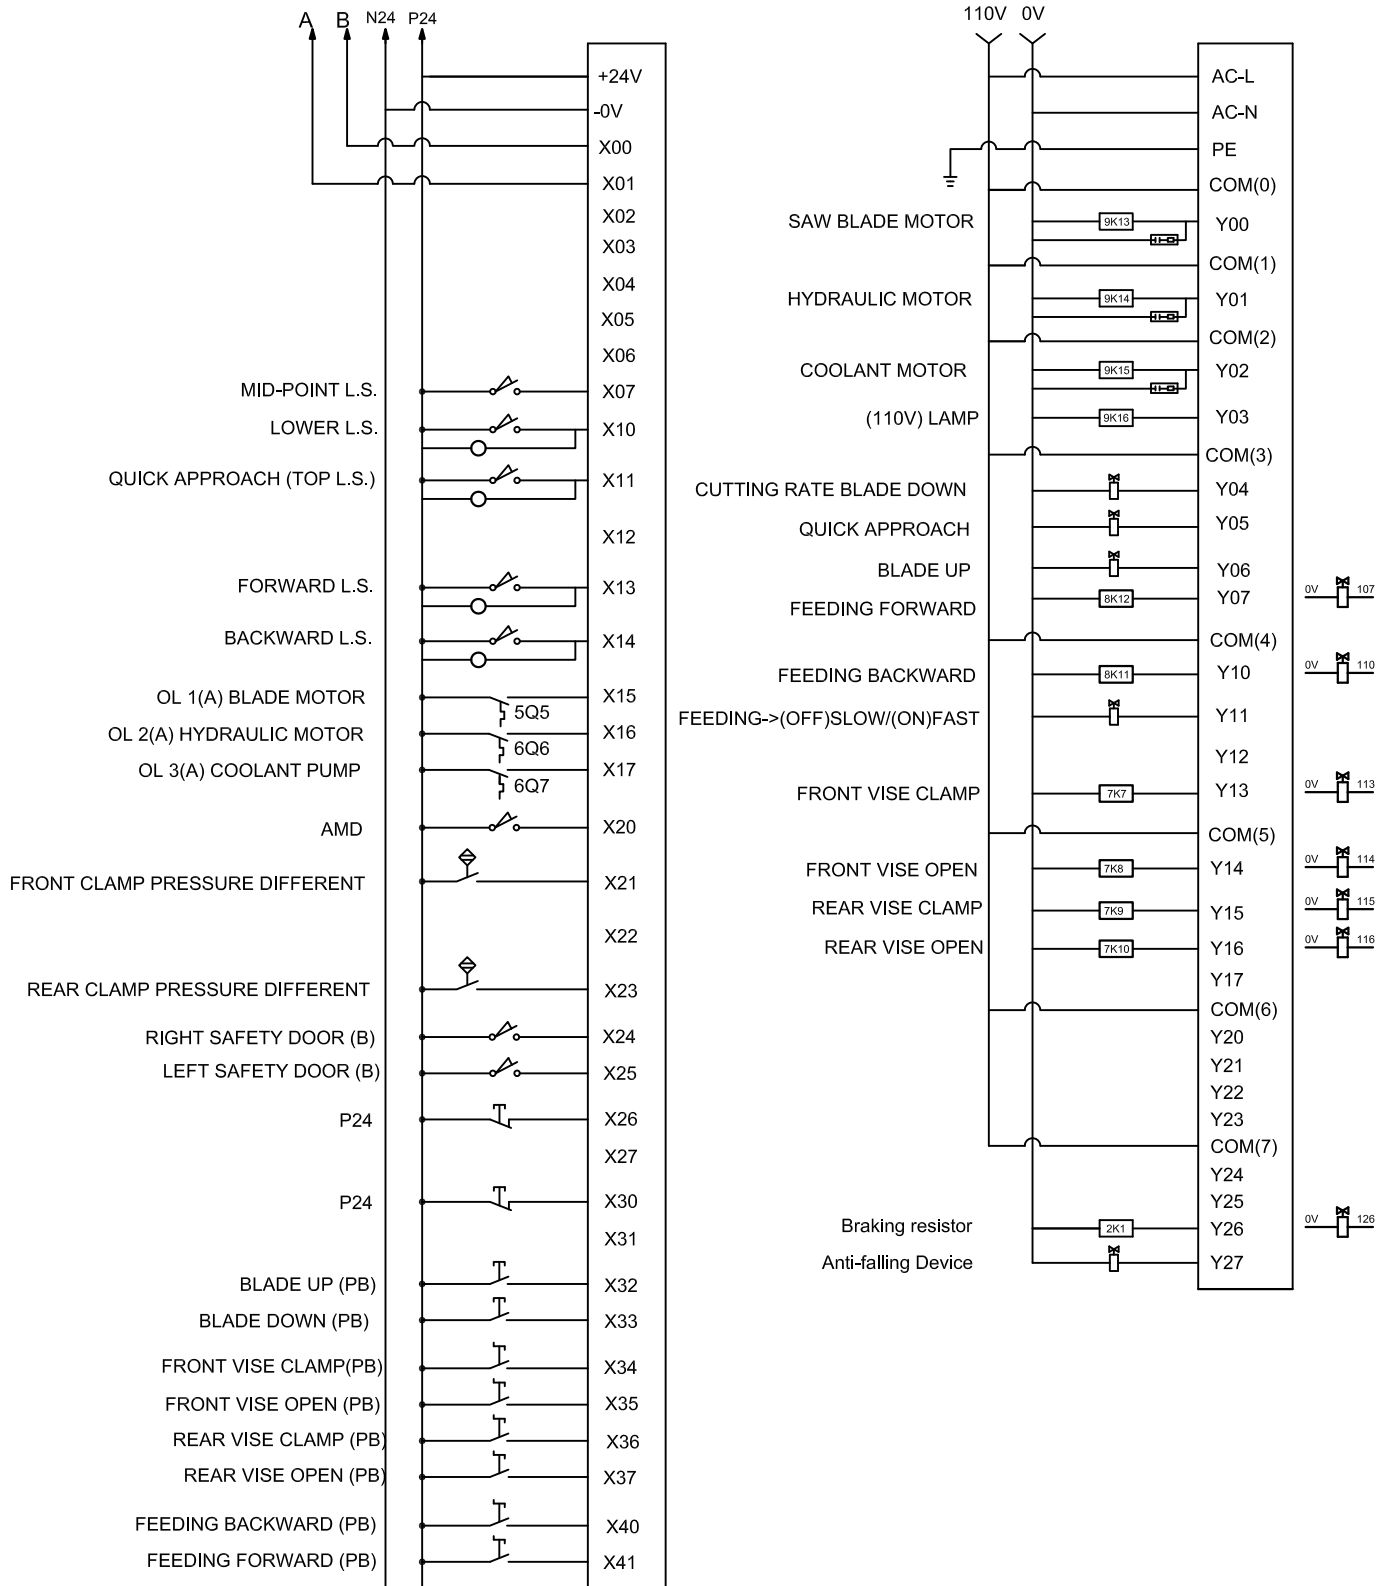 A B N24 P24
+24V
-0V
X00
X01
X02
X03
X04
X05
X06
MID-POINT L.S. X07
LOWER L.S. X10
QUICK APPROACH (TOP L.S.) X11
X12
FORWARD L.S. X13
BACKWARD L.S. X14
OL 1(A) BLADE MOTOR 5Q5 X15
OL 2(A) HYDRAULIC MOTOR 6Q6 X16
OL 3(A) COOLANT PUMP 6Q7 X17
AMD X20
FRONT CLAMP PRESSURE DIFFERENT X21
X22
REAR CLAMP PRESSURE DIFFERENT X23
RIGHT SAFETY DOOR (B) X24
LEFT SAFETY DOOR (B) X25
P24 X26
X27
P24 X30
X31
BLADE UP (PB) X32
BLADE DOWN (PB) X33
FRONT VISE CLAMP(PB) X34
FRONT VISE OPEN (PB) X35
REAR VISE CLAMP (PB) X36
REAR VISE OPEN (PB) X37
FEEDING BACKWARD (PB) X40
FEEDING FORWARD (PB) X41
110V 0V
AC-L
AC-N
PE
COM(0)
SAW BLADE MOTOR 9K13 Y00
COM(1)
HYDRAULIC MOTOR 9K14 Y01
COM(2)
COOLANT MOTOR 9K15 Y02
(110V) LAMP 9K16 Y03
COM(3)
CUTTING RATE BLADE DOWN Y04
QUICK APPROACH Y05
BLADE UP Y06
FEEDING FORWARD 8K12 Y07 0V 107
COM(4)
FEEDING BACKWARD 8K11 Y10 0V 110
FEEDING->(OFF)SLOW/(ON)FAST Y11
Y12
FRONT VISE CLAMP 7K7 Y13 0V 113
COM(5)
FRONT VISE OPEN 7K8 Y14 0V 114
REAR VISE CLAMP 7K9 Y15 0V 115
REAR VISE OPEN 7K10 Y16 0V 116
Y17
COM(6)
Y20
Y21
Y22
Y23
COM(7)
Y24
Y25
Braking resistor 2K1 Y26 0V 126
Anti-falling Device Y27